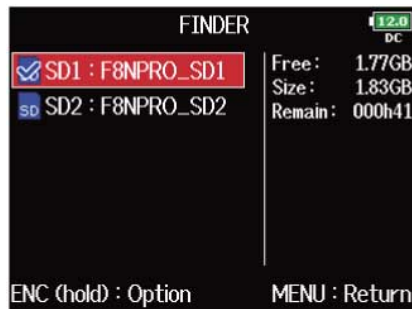 FINDER
12.0
DC
SD1 : F8NPRO_SD1
SD SD2 : F8NPRO_SD2
Free : 1.77GB
Size : 1.83GB
Remain : 000h41
ENC (hold) : Option
MENU : Return